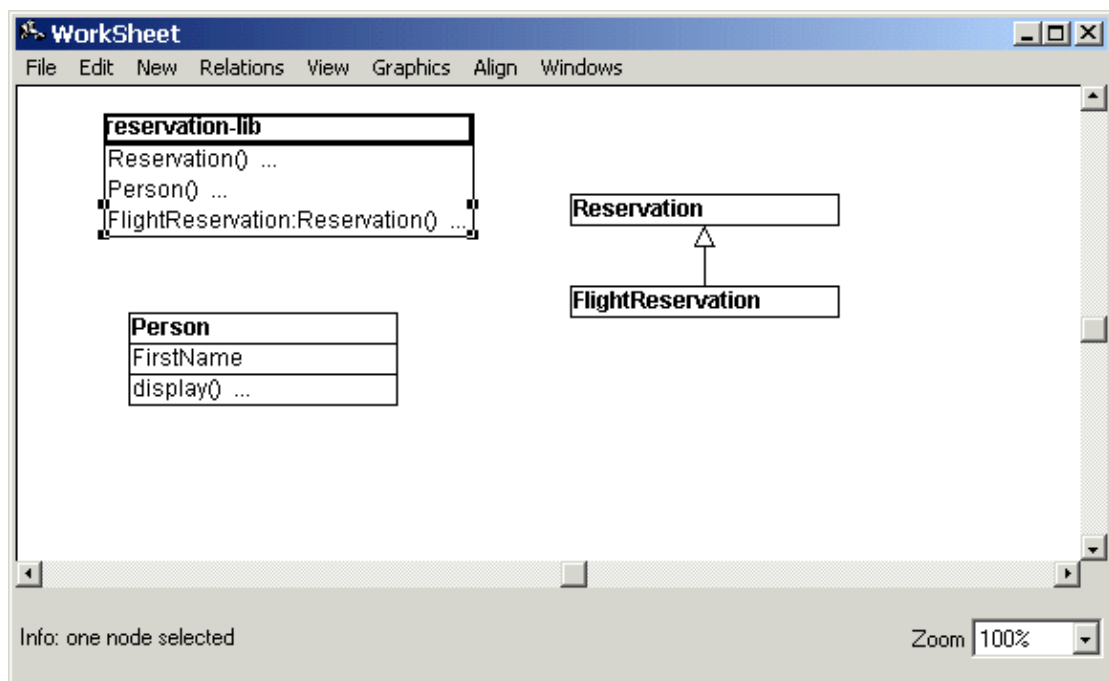 WorkSheet
File Edit New Relations View Graphics Align Windows
reservation-lib
Reservation() ...
Person() ...
FlightReservation:Reservation() ...
Reservation
FlightReservation
Person
FirstName
display() ...
Info: one node selected
Zoom 100%